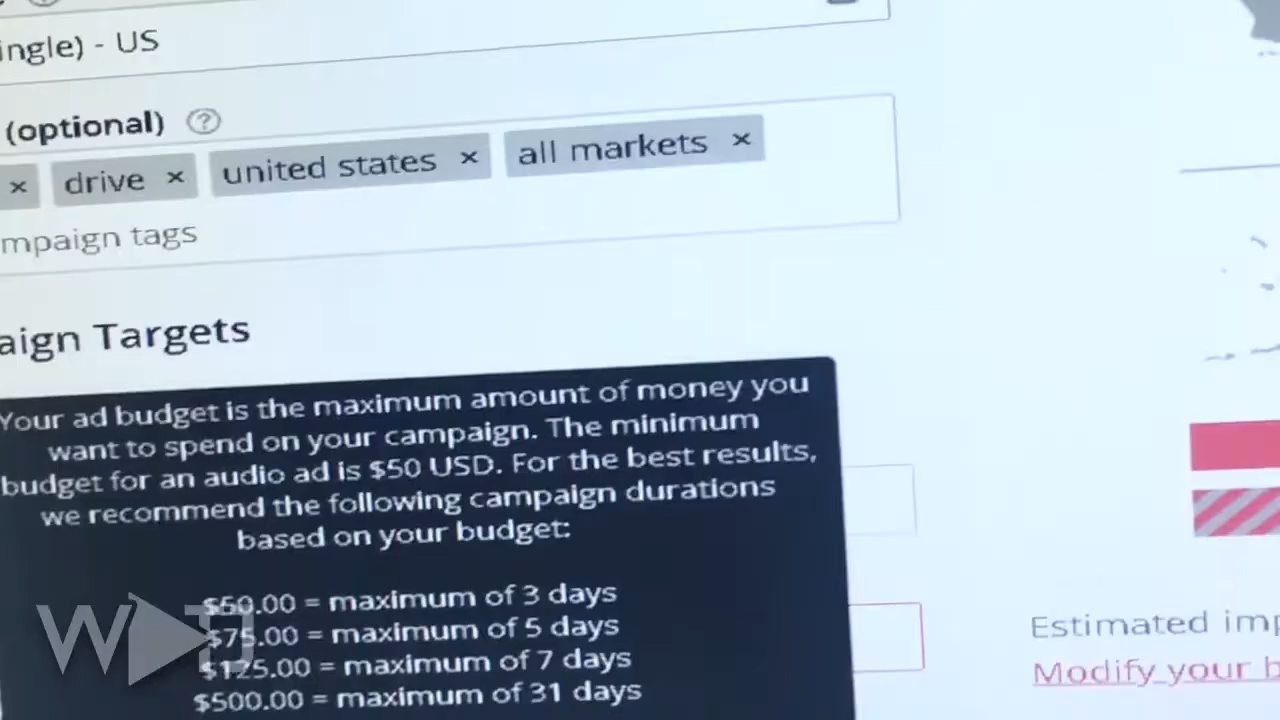 ingle) - US
(optional) ?
× drive × united states × all markets ×
mpaign tags
aign Targets
Your ad budget is the maximum amount of money you
want to spend on your campaign. The minimum
budget for an audio ad is $50 USD. For the best results,
we recommend the following campaign durations
based on your budget:
$50.00 = maximum of 3 days
$75.00 = maximum of 5 days
$125.00 = maximum of 7 days
$500.00 = maximum of 31 days
Estimated imp
Modify your b